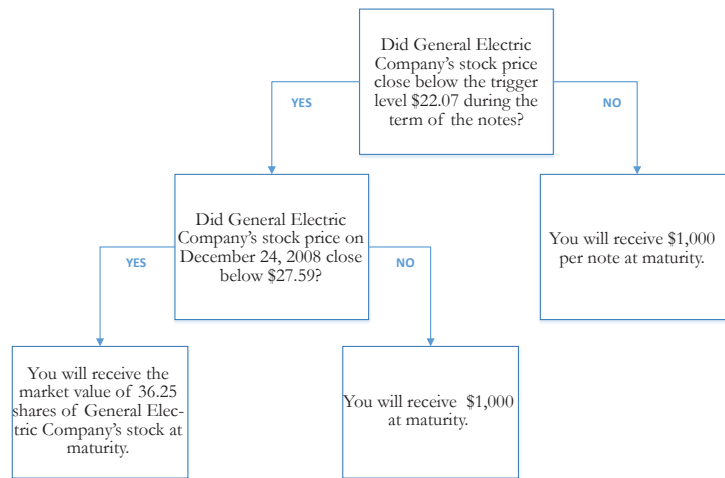 Did General Electric
Company's stock price
close below the trigger
level $22.07 during the
term of the notes?
YES
NO
Did General Electric
Company's stock price on
December 24, 2008 close
below $27.59?
You will receive $1,000
per note at maturity.
YES
NO
You will receive the
market value of 36.25
shares of General Elec-
tric Company's stock at
maturity.
You will receive $1,000
at maturity.